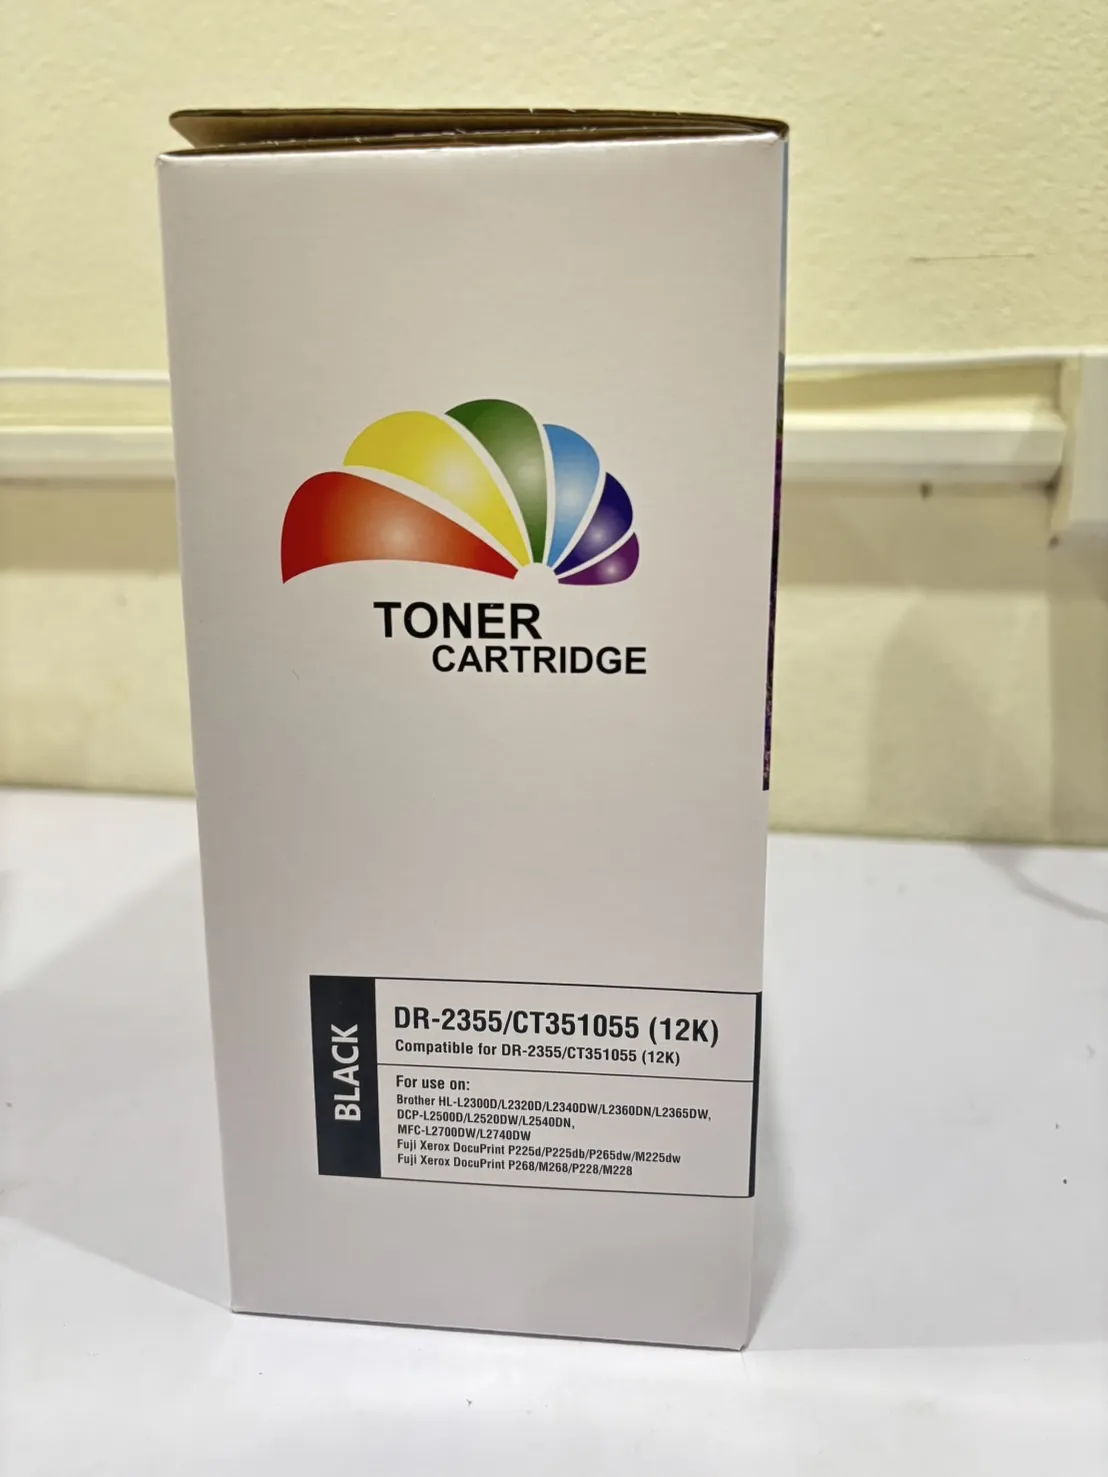 TONER
CARTRIDGE
BLACK
DR-2355/CT351055 (12K)
Compatible for DR-2355/CT351055 (12K)
For use on:
Brother HL-L2300D/L2320D/L2340DW/L2360DN/L2365DW,
DCP-L2500D/L2520DW/L2540DN,
MFC-L2700DW/L2740DW
Fuji Xerox DocuPrint P225d/P225db/P265dw/M225dw
Fuji Xerox DocuPrint P268/M268/P228/M228